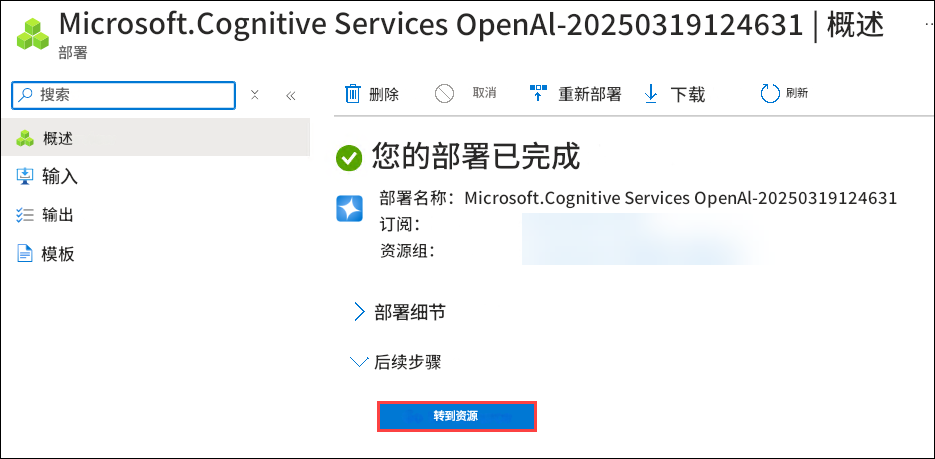 Microsoft.Cognitive Services OpenAl-20250319124631 | 概述
部署
搜索
删除 取消 重新部署 下载 刷新
概述
输入
输出
模板
您的部署已完成
部署名称: Microsoft.Cognitive Services OpenAl-20250319124631
订阅:
资源组:
部署细节
后续步骤
转到资源